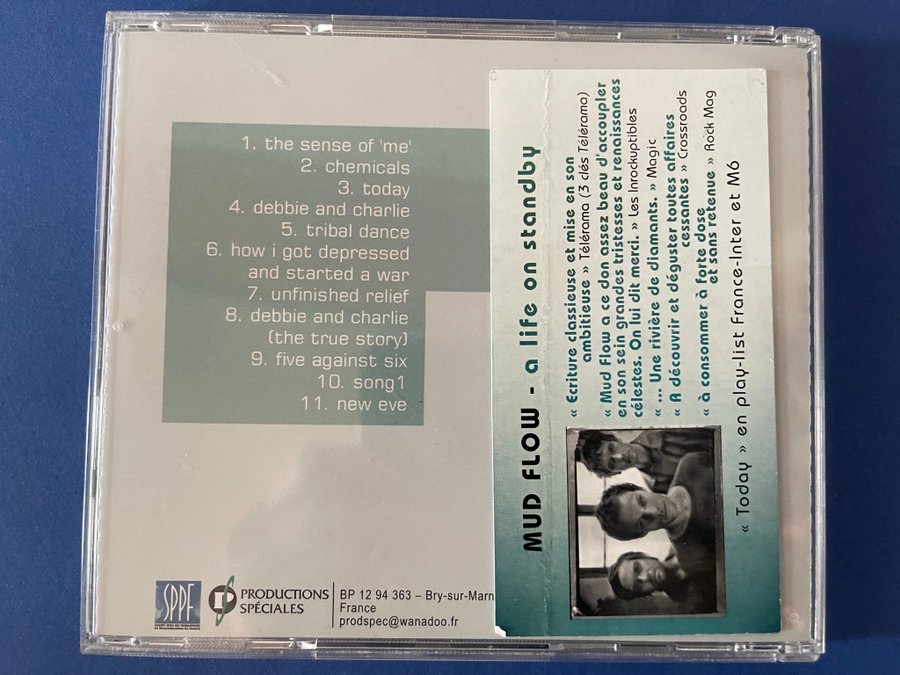 1. the sense of 'me'
2. chemicals
3. today
4. debbie and charlie
5. tribal dance
6. how i got depressed
and started a war
7. unfinished relief
8. debbie and charlie
(the true story)
9. five against six
10. song1
11. new eve
SPPF
PRODUCTIONS
SPÉCIALES
BP 12 94 363 – Bry-sur-Marn
France
prodspec@wanadoo.fr
MUD FLOW - a life on standby
« Ecriture classieuse et mise en son
ambitieuse » Télérama (3 clés Télérama)
« Mud Flow a ce don assez beau d'accoupler
en son sein grandes tristesses et renaissances
célestes. On lui dit merci. » Les Inrockuptibles
« ... Une rivière de diamants. » Magic
« A découvrir et déguster toutes affaires
cessantes » Crossroads
« à consommer à forte dose
et sans retenue » Rock Mag
« Today » en play-list France-Inter et M6